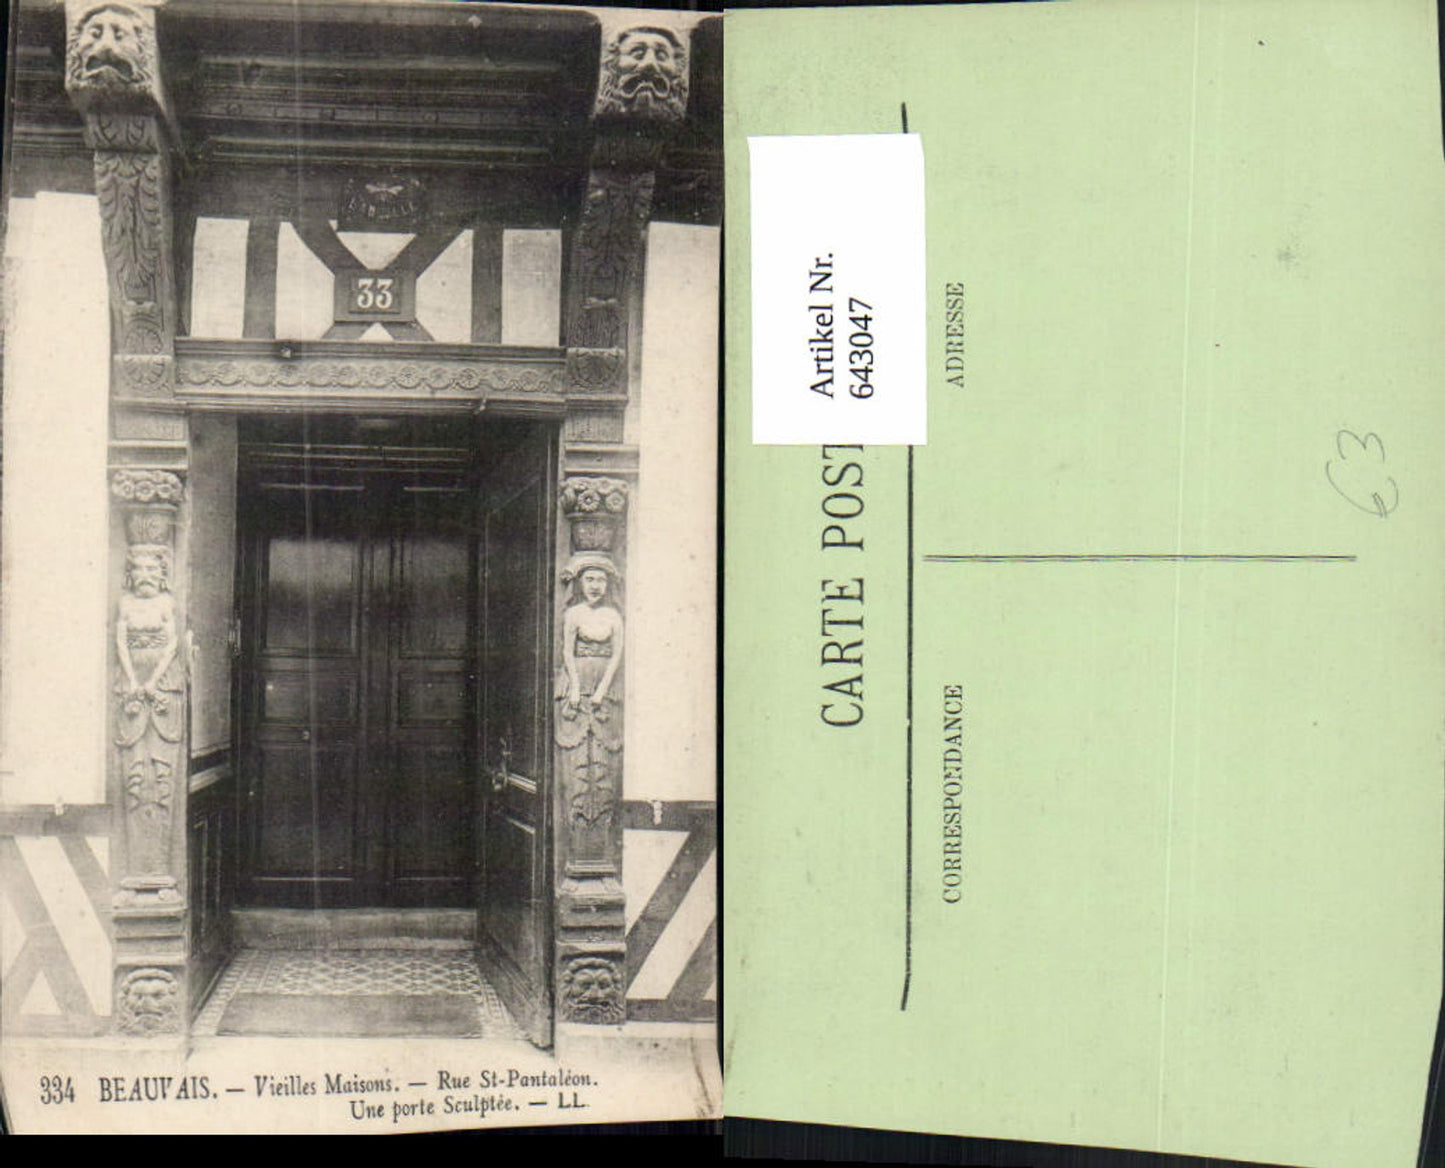 33
334 BEAUVAIS. — Vieilles Maisons. — Rue St-Pantaléon.
Une porte Sculptée. — LL
Artikel Nr.
643047
CARTE POST
ADRESSE
CORRESPONDANCE
€3